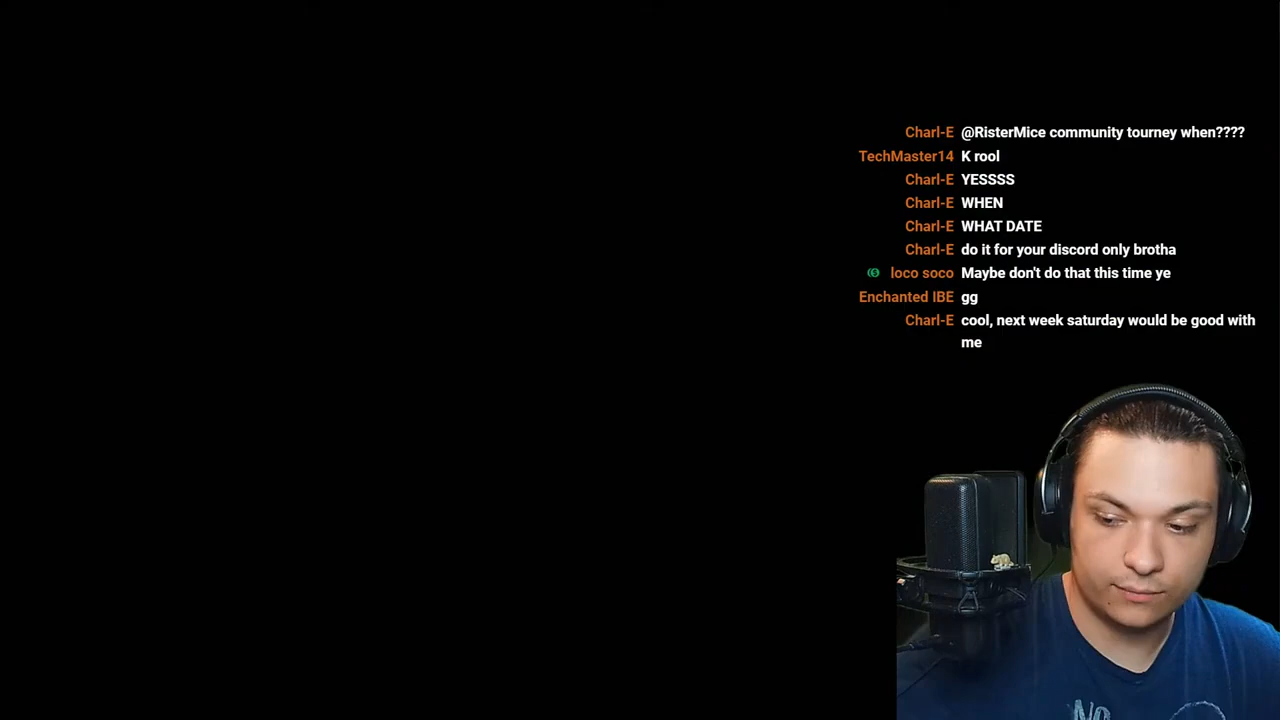 Charl-E @RisterMice community tourney when????
TechMaster14 K rool
Charl-E YESSSS
Charl-E WHEN
Charl-E WHAT DATE
Charl-E do it for your discord only brotha
loco soco Maybe don't do that this time ye
Enchanted IBE gg
Charl-E cool, next week saturday would be good with
me
NO